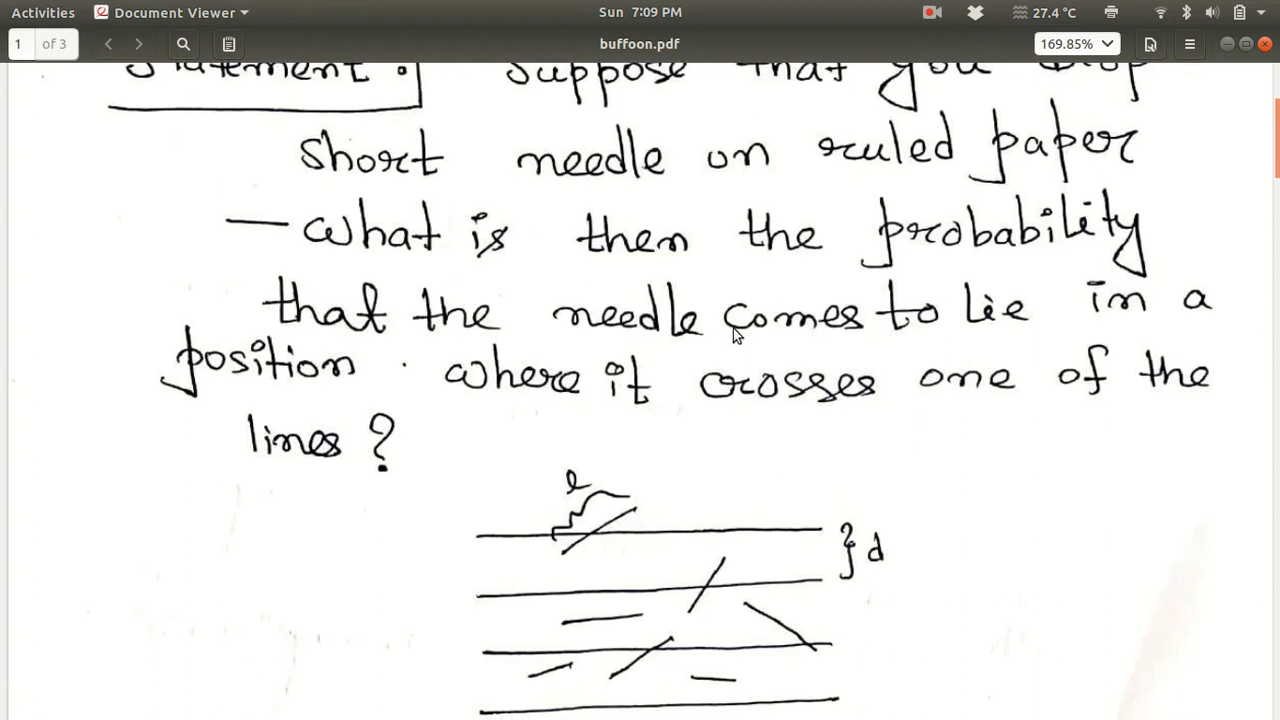 Activities Document Viewer Sun 7:09 PM 27.4 °C
1 of 3 buffoon.pdf 169.85%
Statement : Suppose that you drop
short needle on ruled paper
— what is then the probability
that the needle comes to lie in a
position . where it crosses one of the
lines ?
l
} d